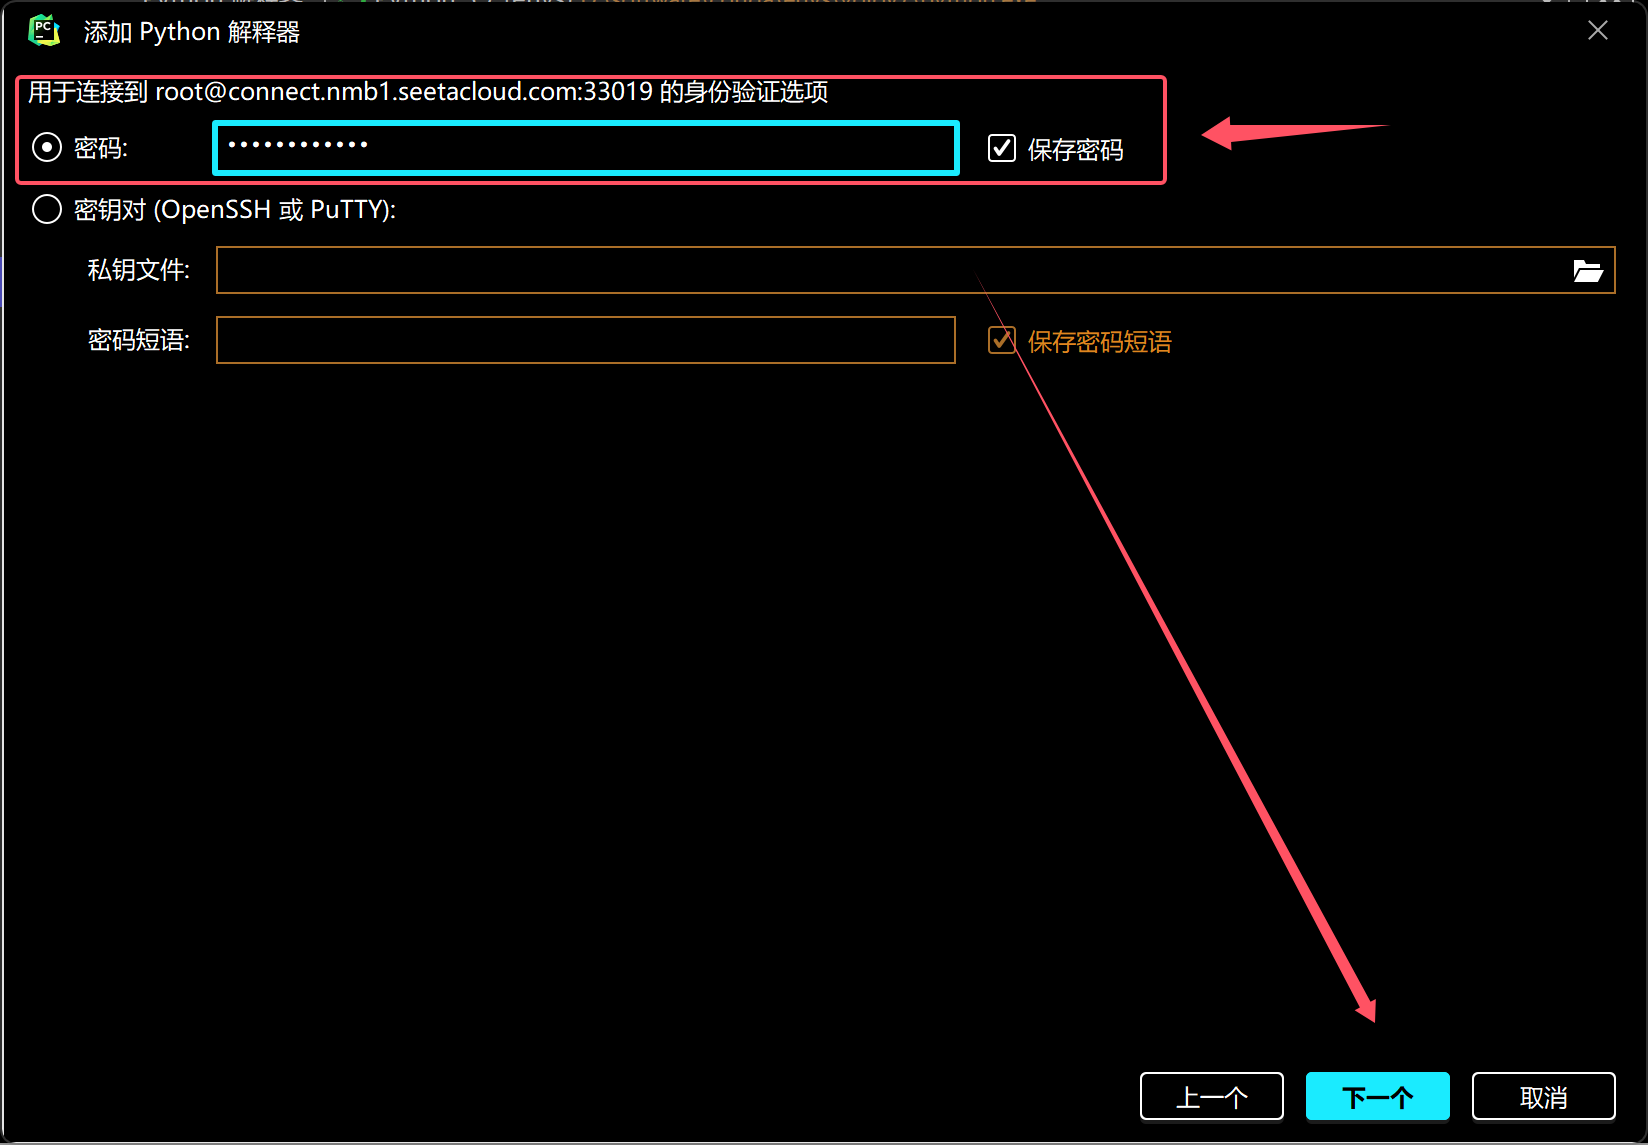 添加 Python 解释器
用于连接到 root@connect.nmb1.seetacloud.com:33019 的身份验证选项
密码: ············ 保存密码
密钥对 (OpenSSH 或 PuTTY):
私钥文件:
密码短语: 保存密码短语
上一个 下一个 取消